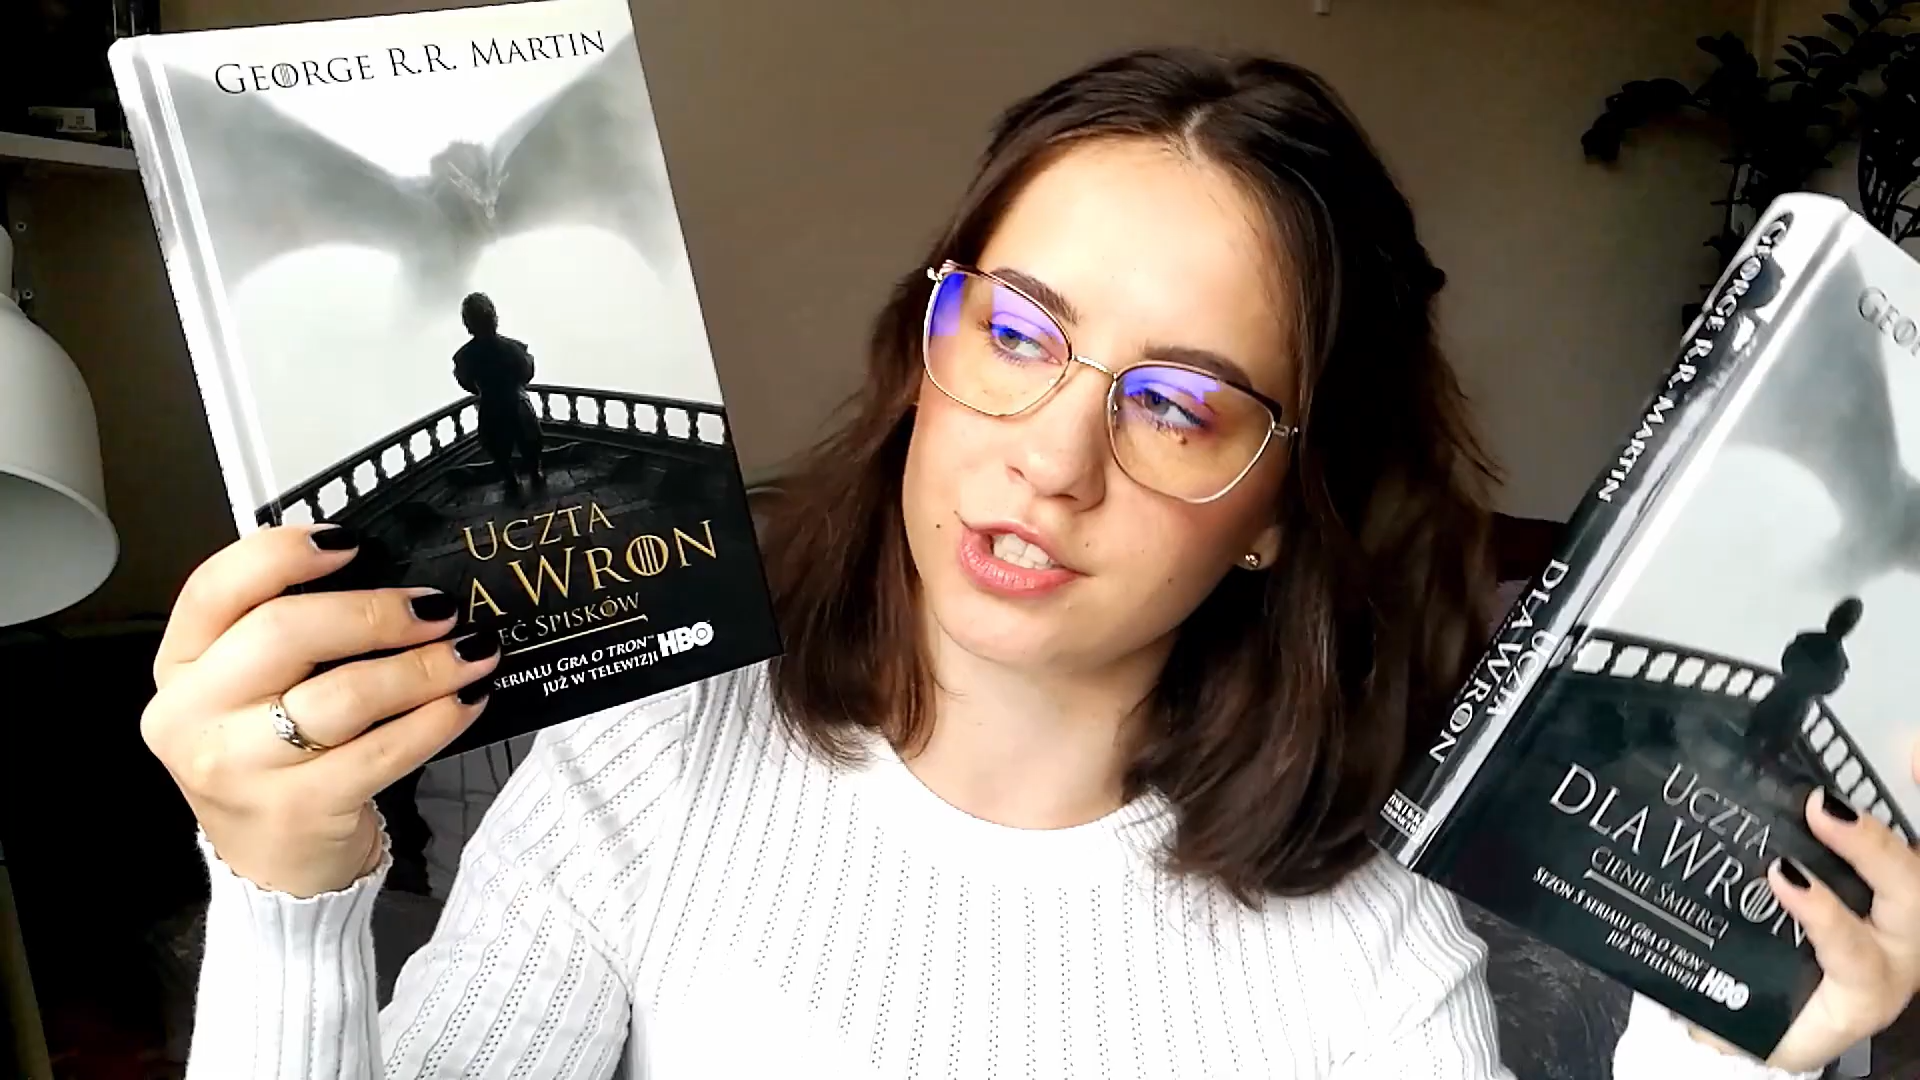 GEORGE R.R. MARTIN
UCZTA
A WRON
EĆ SPISKÓW
SERIALU GRA O TRON™
JUŻ W TELEWIZJI HBO
GEORGE R.R. MARTIN
UCZTA
DLA WRON
GEO
UCZTA
DLA WRON
CIENIE ŚMIERCI
SEZON 5 SERIALU GRA O TRON™
JUŻ W TELEWIZJI HBO